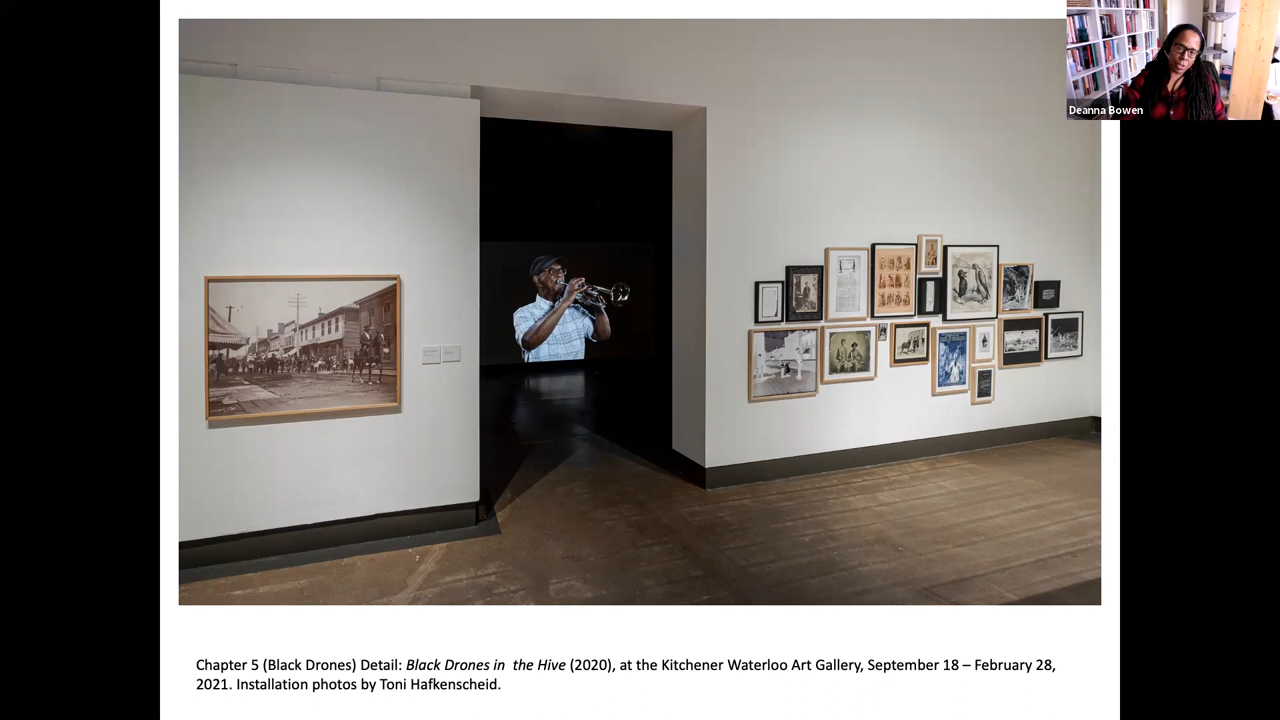 Deanna Bowen
Chapter 5 (Black Drones) Detail: Black Drones in the Hive (2020), at the Kitchener Waterloo Art Gallery, September 18 – February 28,
2021. Installation photos by Toni Hafkenscheid.